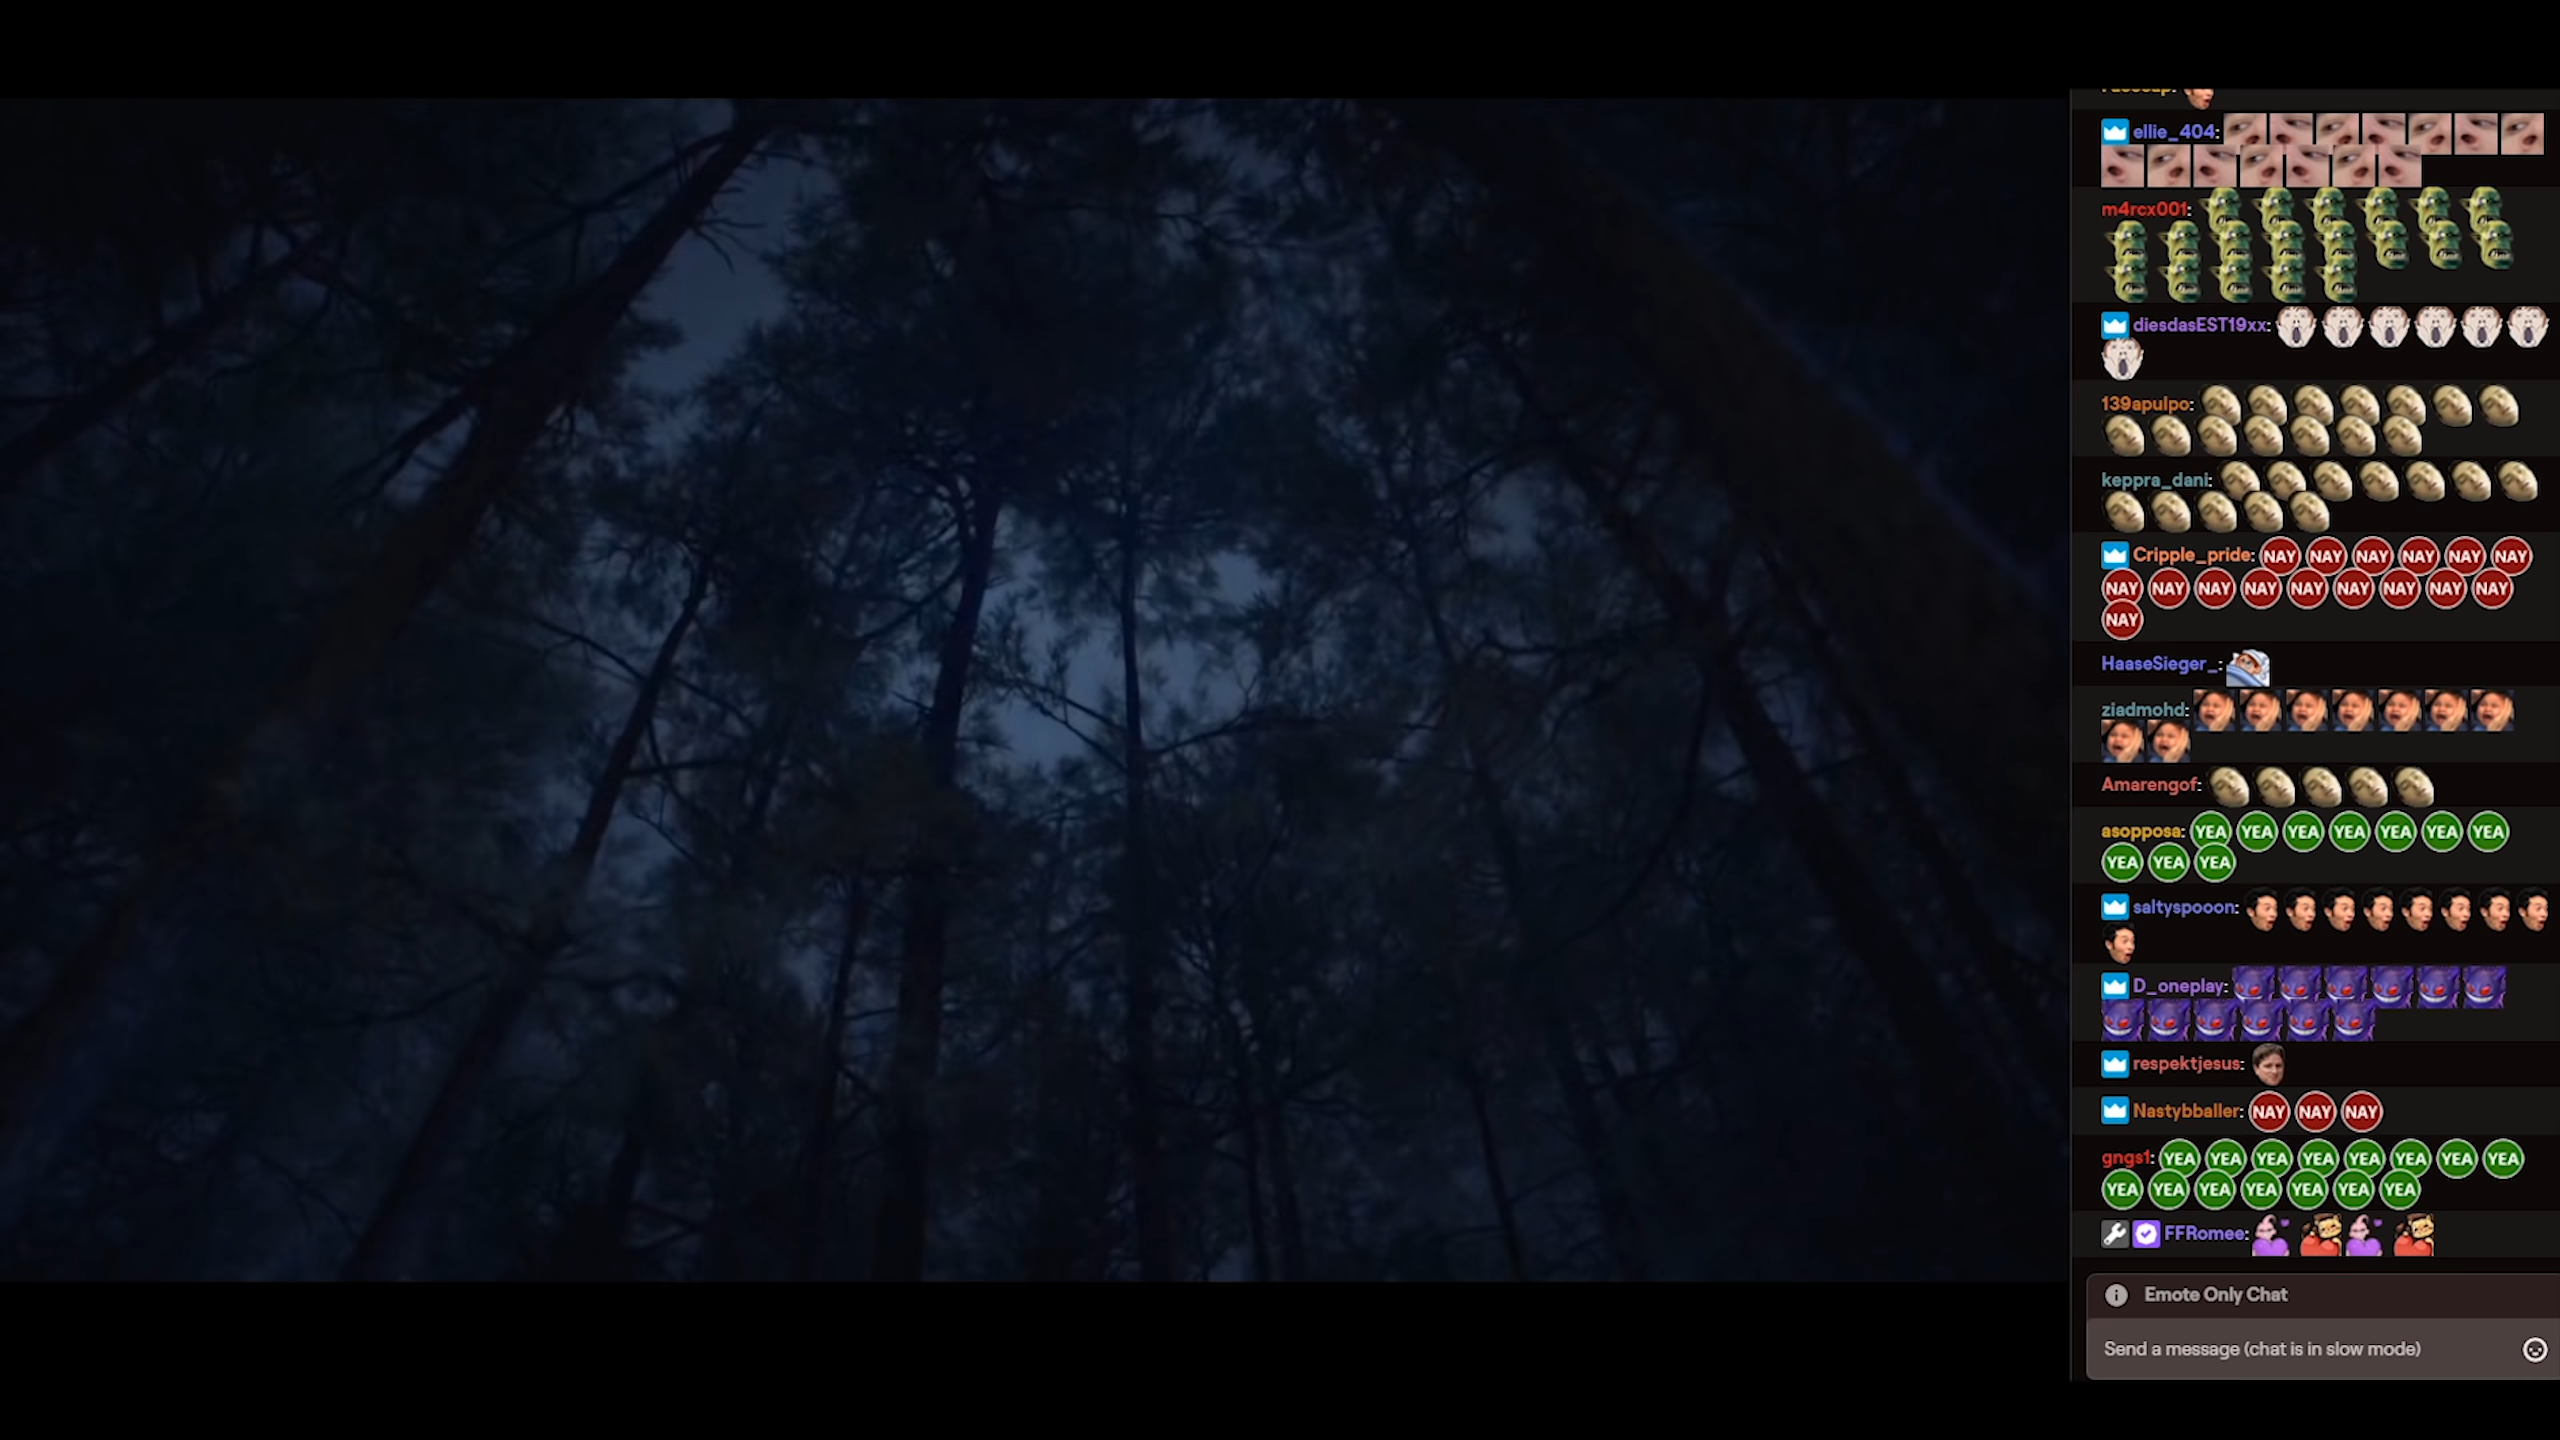 ellie_404:
m4rcx001:
diesdasEST19xx:
139apulpo:
keppra_dani:
Cripple_pride: NAY NAY NAY NAY NAY NAY
NAY NAY NAY NAY NAY NAY NAY NAY NAY
NAY
HaaseSieger_:
ziadmohd:
Amarengof:
asopposa: YEA YEA YEA YEA YEA YEA YEA
YEA YEA YEA
saltyspooon:
D_oneplay:
respektjesus:
Nastybballer: NAY NAY NAY
gngs1: YEA YEA YEA YEA YEA YEA YEA YEA
YEA YEA YEA YEA YEA YEA YEA
FFRomee:
Emote Only Chat
Send a message (chat is in slow mode)